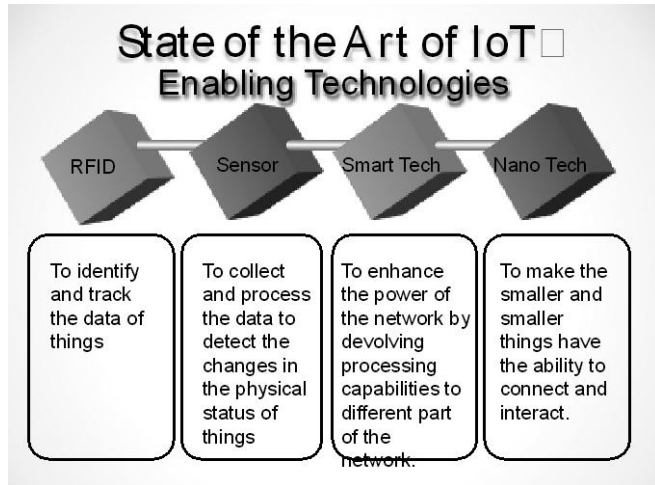 State of the Art of IoT□
Enabling Technologies
RFID
Sensor
Smart Tech
Nano Tech
To identify
and track
the data of
things
To collect
and process
the data to
detect the
changes in
the physical
status of
things
To enhance
the power of
the network by
devolving
processing
capabilities to
different part
of the
network.
To make the
smaller and
smaller
things have
the ability to
connect and
interact.